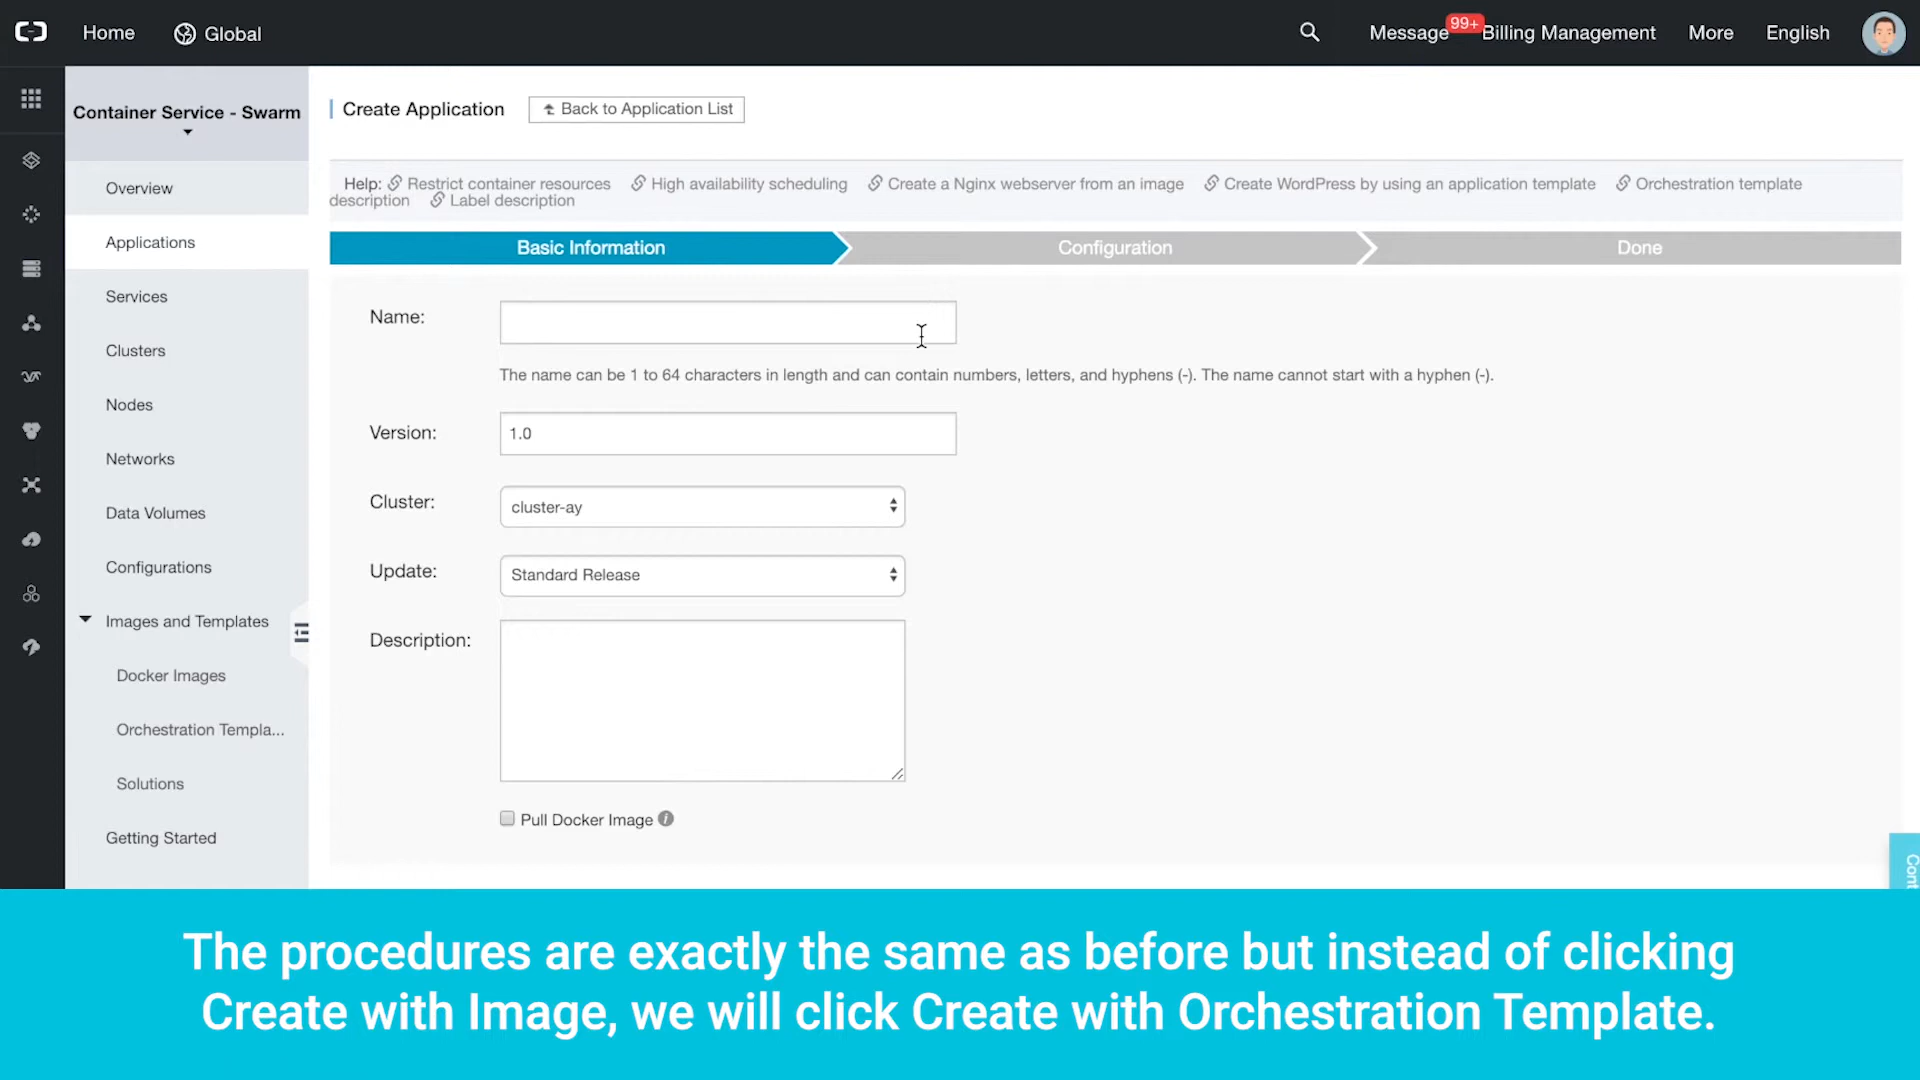 Home
Global
Message 99+
Billing Management
More
English
Container Service - Swarm
Overview
Applications
Services
Clusters
Nodes
Networks
Data Volumes
Configurations
Images and Templates
Docker Images
Orchestration Templa...
Solutions
Getting Started
Create Application
Back to Application List
Help: Restrict container resources High availability scheduling Create a Nginx webserver from an image Create WordPress by using an application template Orchestration template
description Label description
Basic Information
Configuration
Done
Name:
The name can be 1 to 64 characters in length and can contain numbers, letters, and hyphens (-). The name cannot start with a hyphen (-).
Version:
1.0
Cluster:
cluster-ay
Update:
Standard Release
Description:
Pull Docker Image
Cont
The procedures are exactly the same as before but instead of clicking
Create with Image, we will click Create with Orchestration Template.